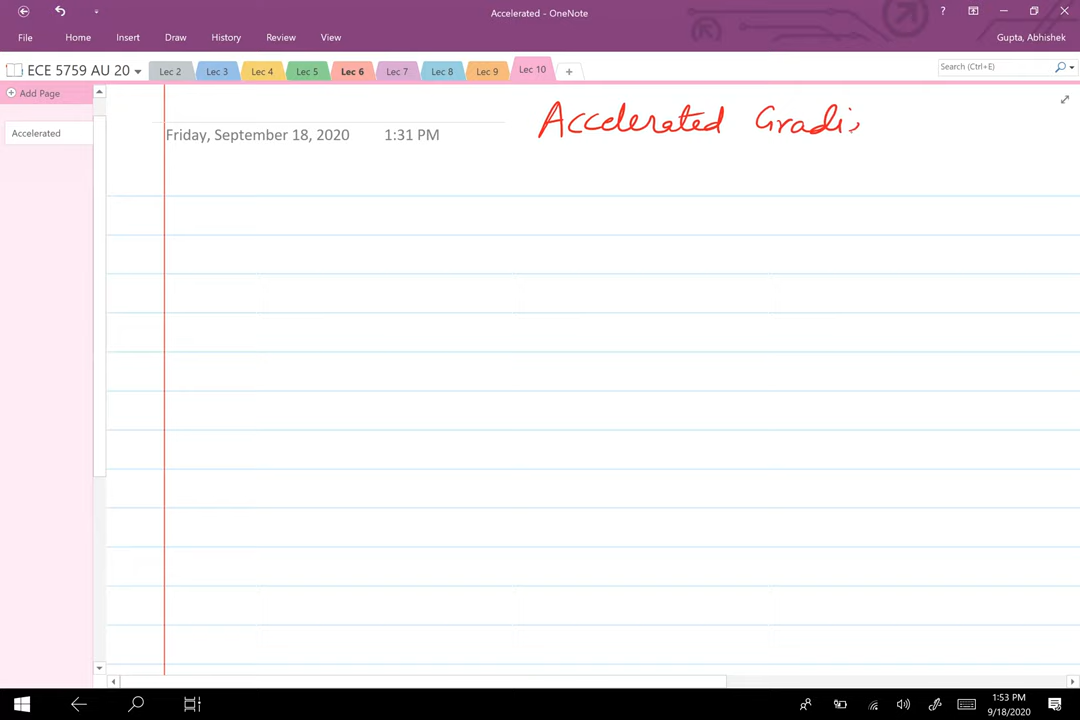 Accelerated - OneNote
?
File
Home
Insert
Draw
History
Review
View
Gupta, Abhishek
ECE 5759 AU 20
Lec 2
Lec 3
Lec 4
Lec 5
Lec 6
Lec 7
Lec 8
Lec 9
Lec 10
+
Search (Ctrl+E)
Add Page
Accelerated
Accelerated Gradi
Friday, September 18, 2020 1:31 PM
1:53 PM
9/18/2020